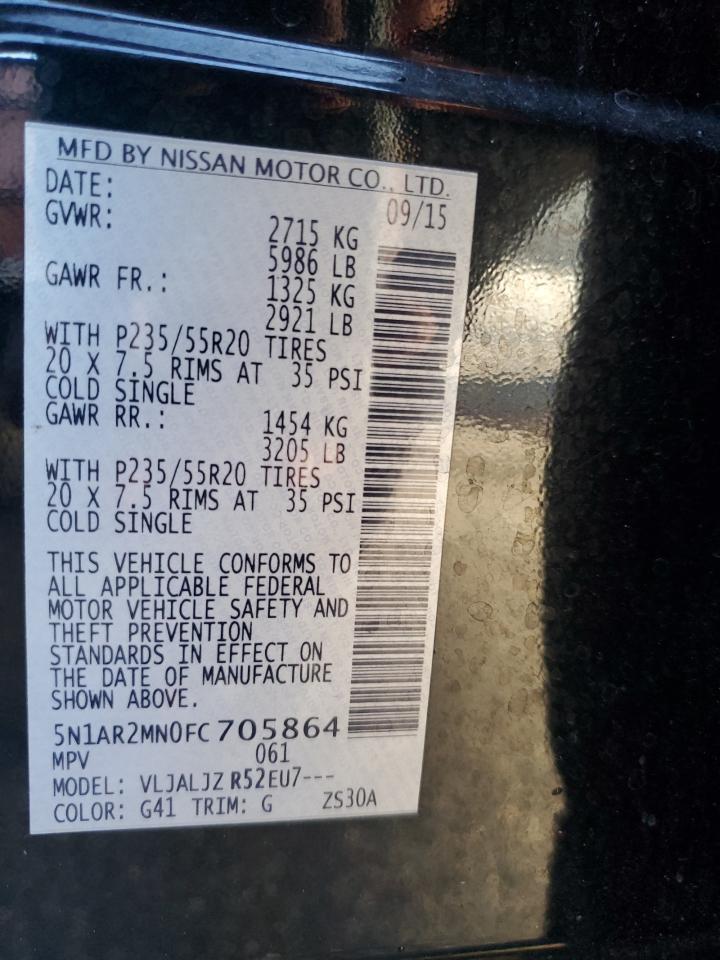 MFD BY NISSAN MOTOR CO., LTD.
DATE: 09/15
GVWR: 2715 KG
5986 LB
GAWR FR.: 1325 KG
2921 LB
WITH P235/55R20 TIRES
20 X 7.5 RIMS AT 35 PSI
COLD SINGLE
GAWR RR.: 1454 KG
3205 LB
WITH P235/55R20 TIRES
20 X 7.5 RIMS AT 35 PSI
COLD SINGLE
THIS VEHICLE CONFORMS TO
ALL APPLICABLE FEDERAL
MOTOR VEHICLE SAFETY AND
THEFT PREVENTION
STANDARDS IN EFFECT ON
THE DATE OF MANUFACTURE
SHOWN ABOVE.
5N1AR2MN0FC705864
MPV 061
MODEL: VLJALJZ R52EU7---
COLOR: G41 TRIM: G ZS30A